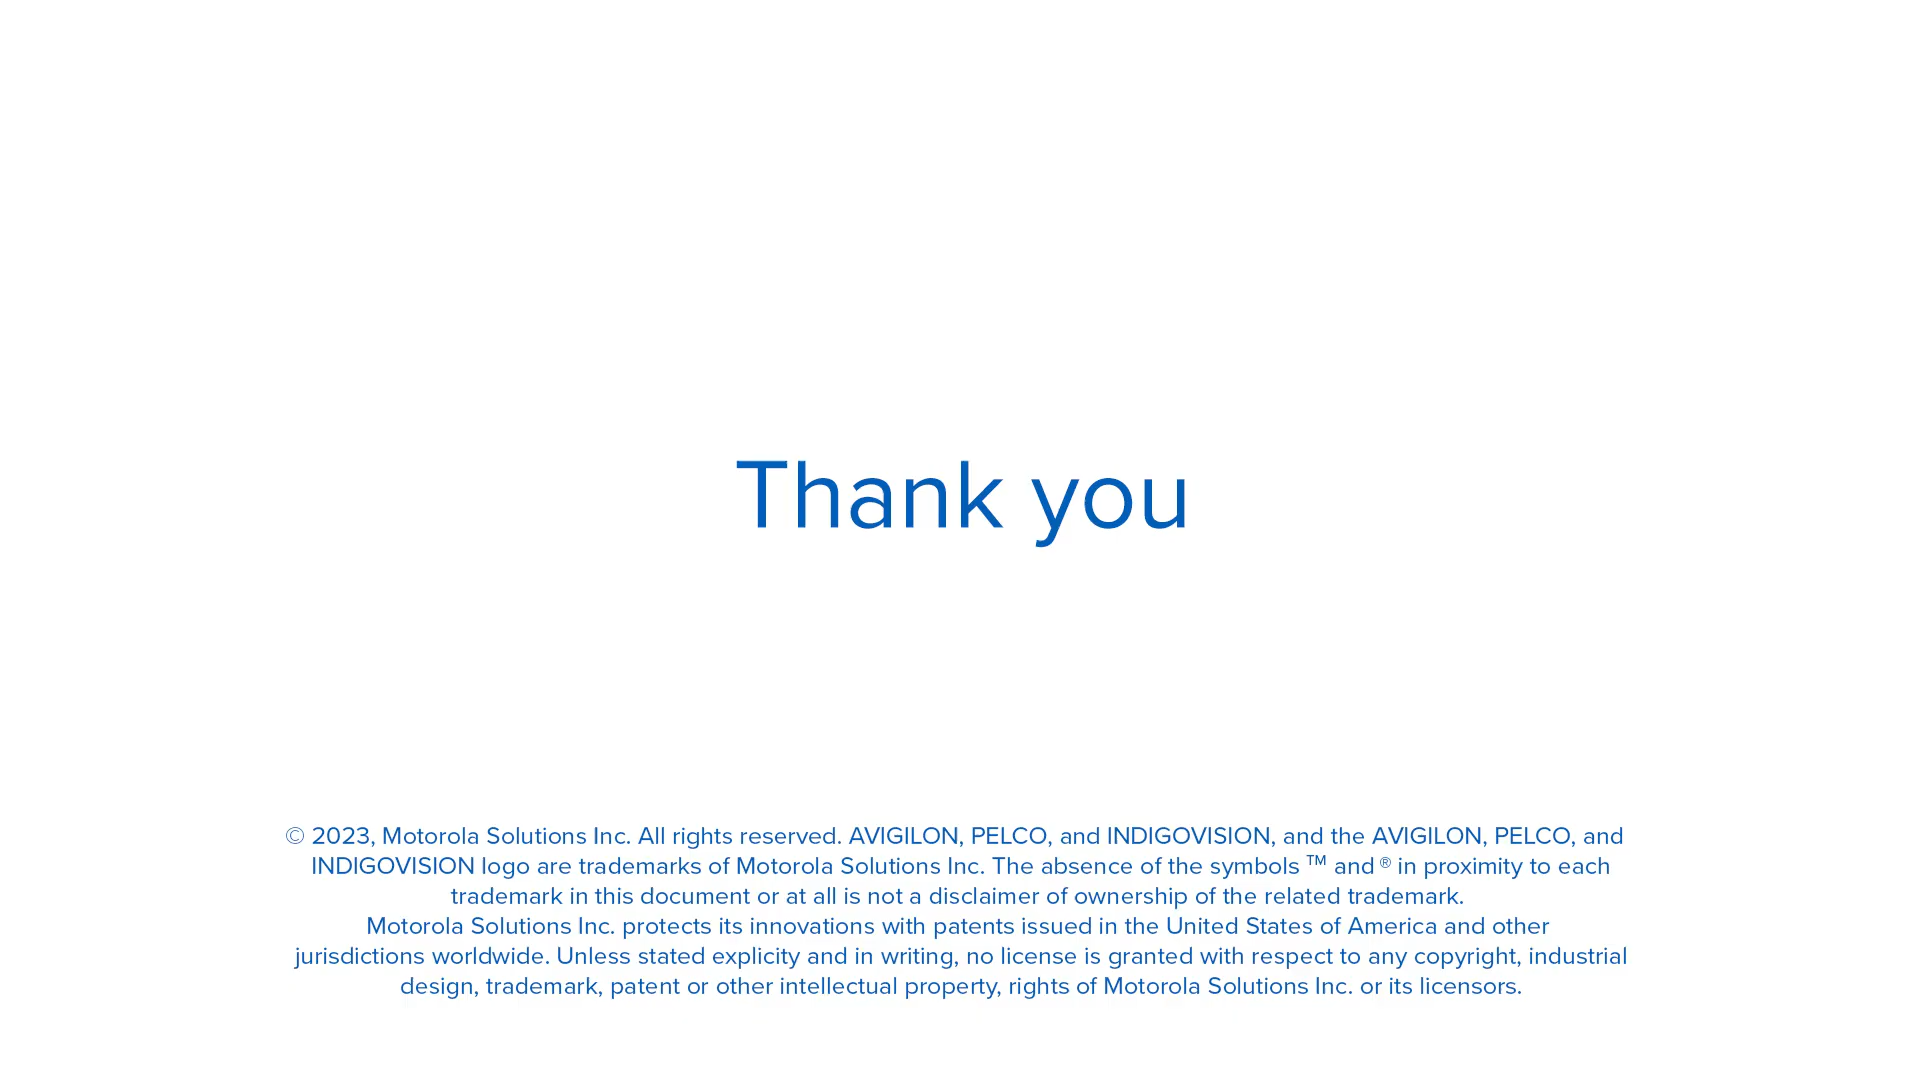 Thank you
© 2023, Motorola Solutions Inc. All rights reserved. AVIGILON, PELCO, and INDIGOVISION, and the AVIGILON, PELCO, and
INDIGOVISION logo are trademarks of Motorola Solutions Inc. The absence of the symbols ™ and ® in proximity to each
trademark in this document or at all is not a disclaimer of ownership of the related trademark.
Motorola Solutions Inc. protects its innovations with patents issued in the United States of America and other
jurisdictions worldwide. Unless stated explicity and in writing, no license is granted with respect to any copyright, industrial
design, trademark, patent or other intellectual property, rights of Motorola Solutions Inc. or its licensors.